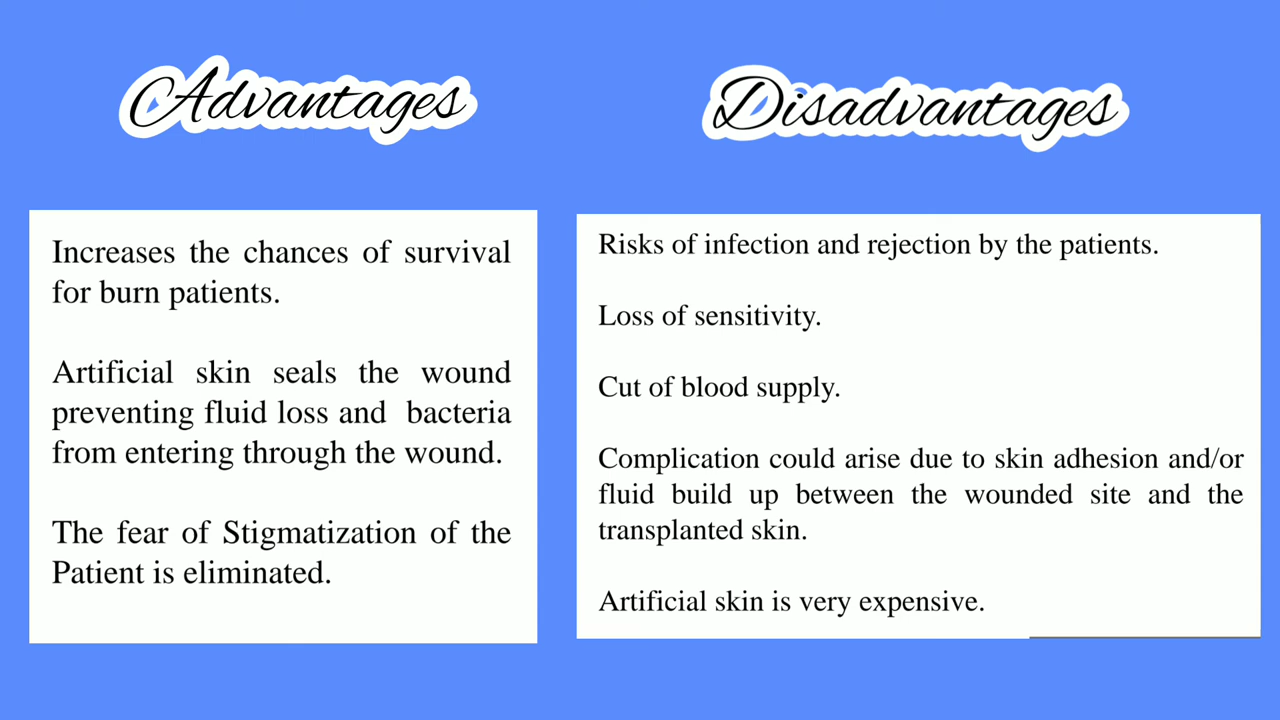 Advantages
Increases the chances of survival
for burn patients.
Artificial skin seals the wound
preventing fluid loss and bacteria
from entering through the wound.
The fear of Stigmatization of the
Patient is eliminated.
Disadvantages
Risks of infection and rejection by the patients.
Loss of sensitivity.
Cut of blood supply.
Complication could arise due to skin adhesion and/or
fluid build up between the wounded site and the
transplanted skin.
Artificial skin is very expensive.